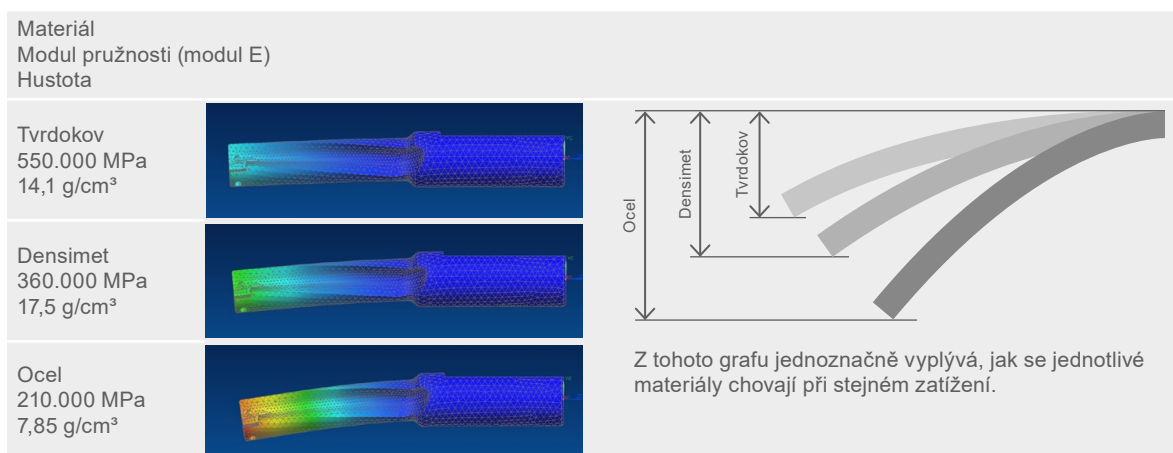 Materiál
Modul pružnosti (modul E)
Hustota
Tvrdokov
550.000 MPa
14,1 g/cm³
Densimet
360.000 MPa
17,5 g/cm³
Ocel
210.000 MPa
7,85 g/cm³
Ocel
Densimet
Tvrdokov
Z tohoto grafu jednoznačně vyplývá, jak se jednotlivé
materiály chovají při stejném zatížení.